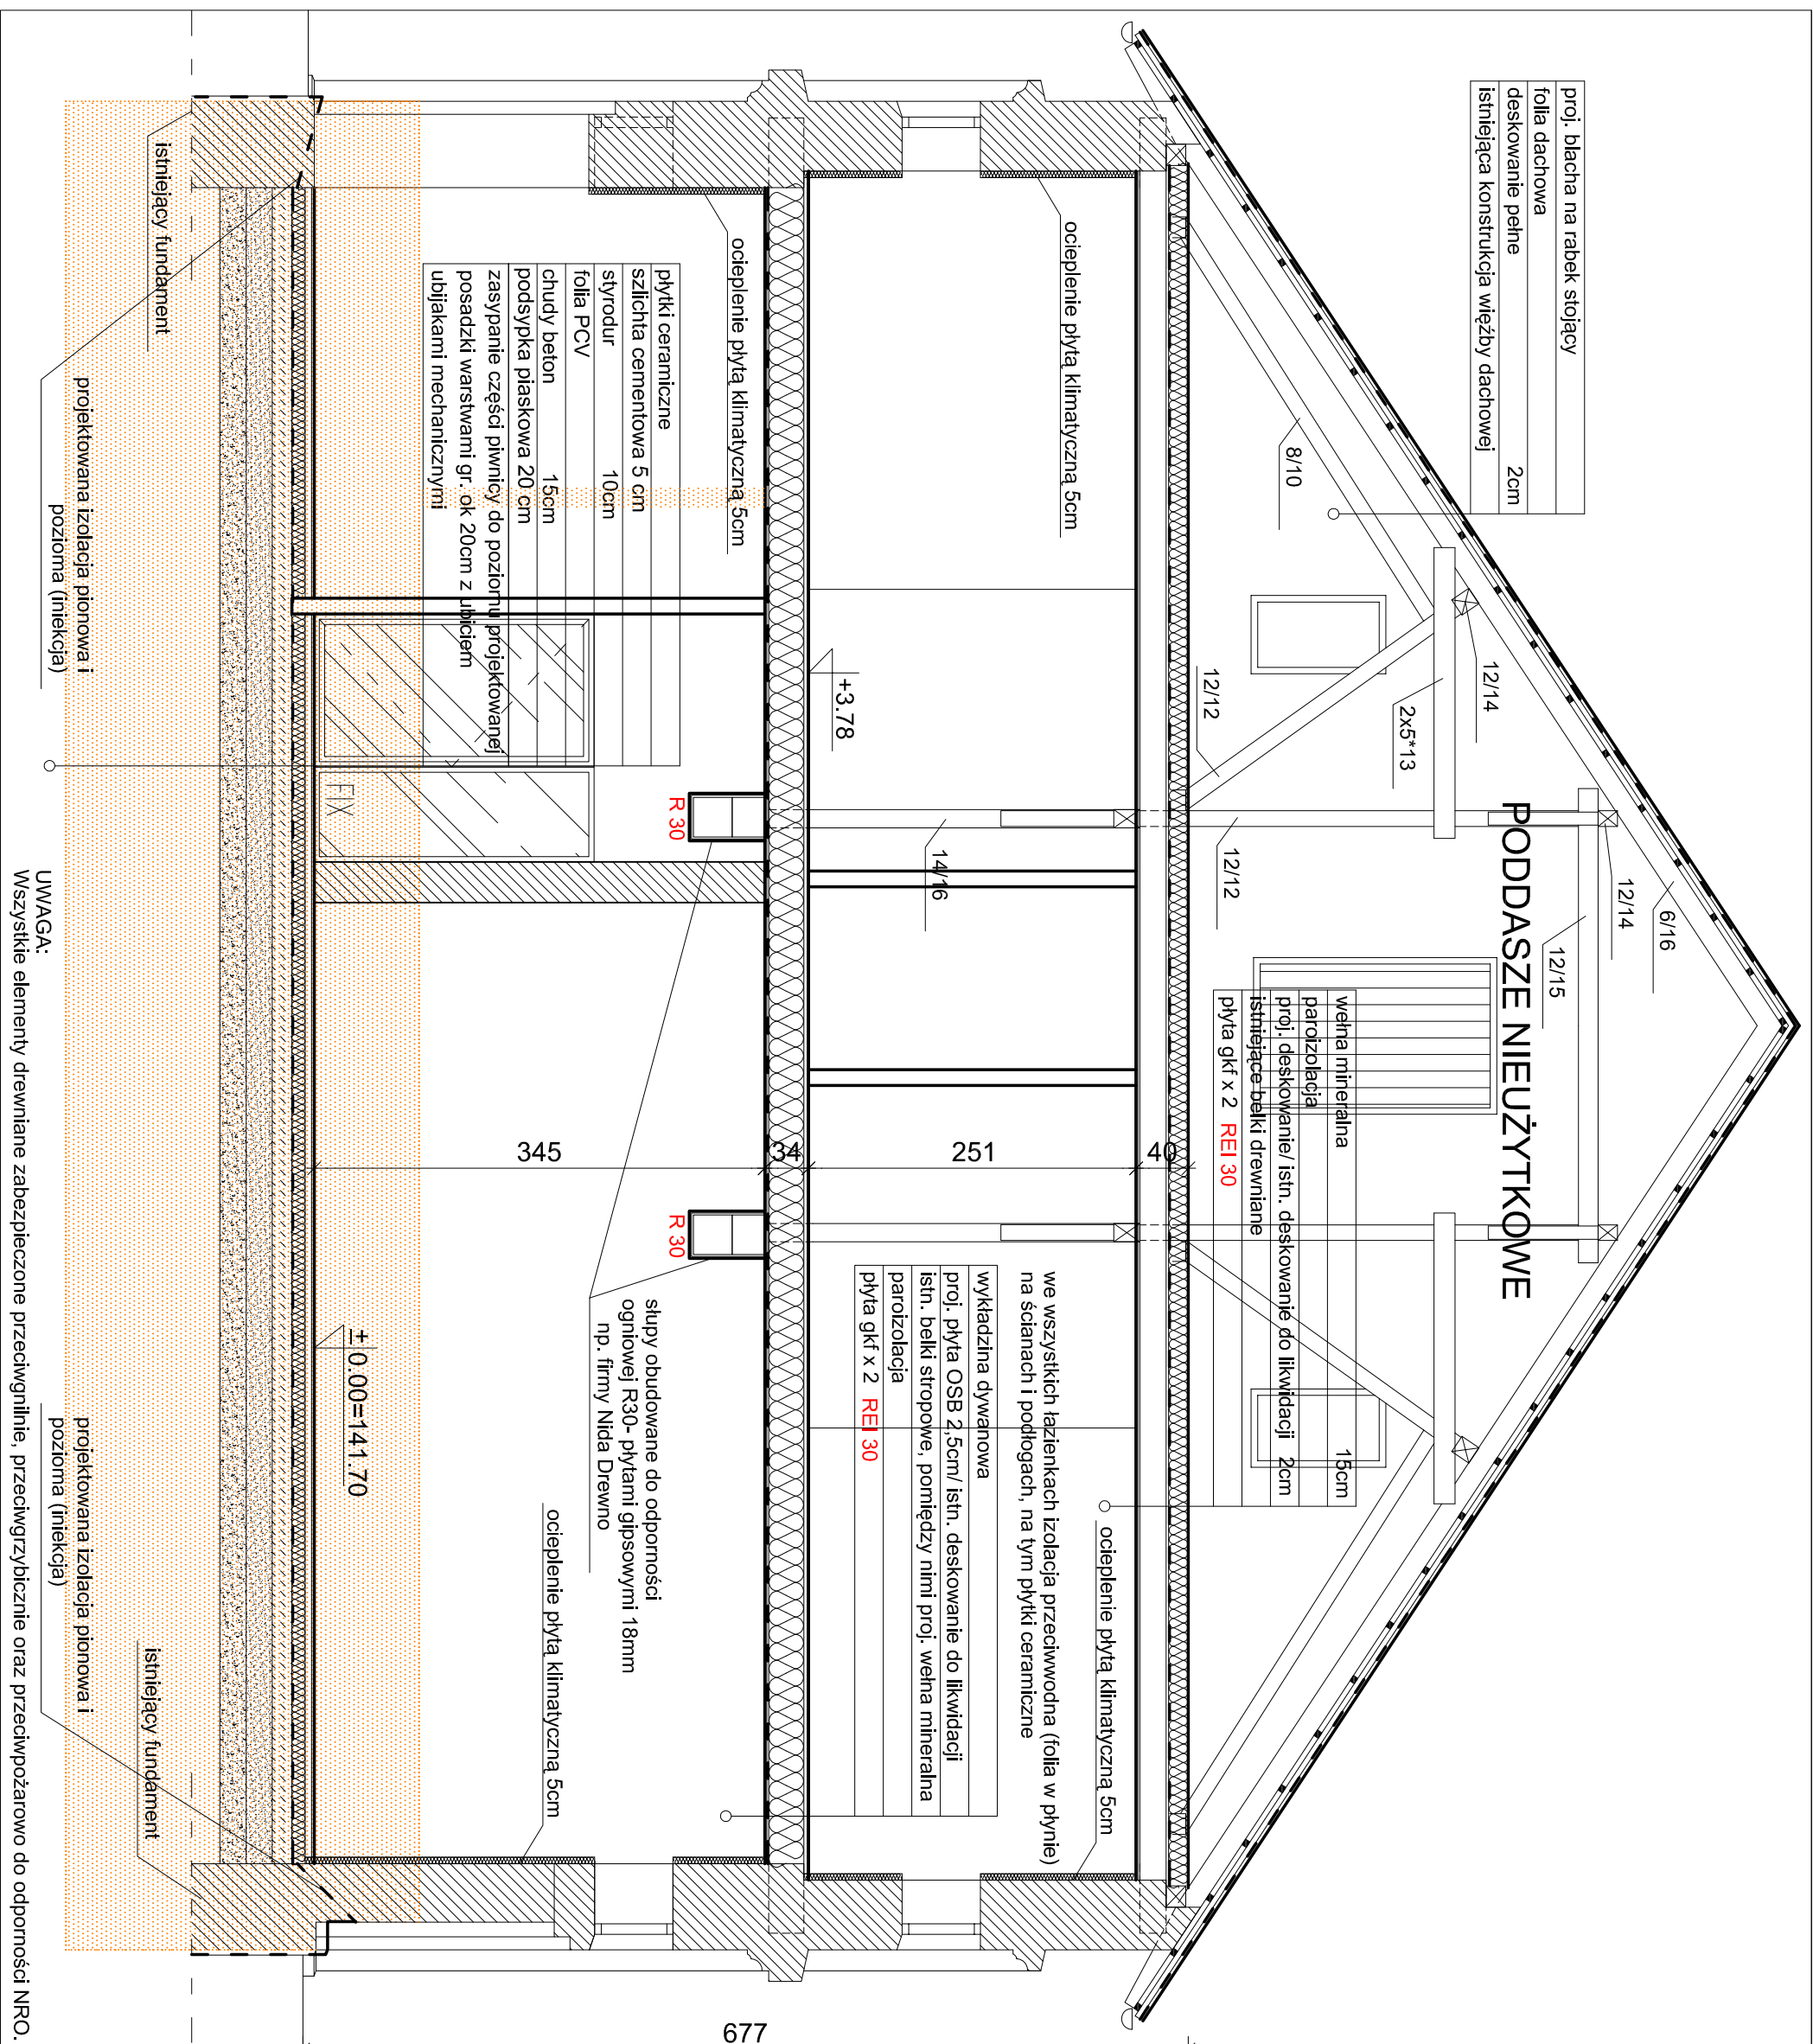 proj. blacha na rabek stojący
folia dachowa
deskowanie pełne 2cm
istniejąca konstrukcja więźby dachowej
8/10
12/14
2x5*13
12/12
PODDASZE NIEUŻYTKOWE
6/16
12/14
12/15
12/12
wełna mineralna 15cm
paroizolacja
proj. deskowanie/ istn. deskowanie do likwidacji 2cm
istniejące belki drewniane
płyta gkf x 2 REI 30
ocieplenie płytą klimatyczną 5cm
ocieplenie płytą klimatyczną 5cm
we wszystkich łazienkach izolacja przeciwwodna (folia w płynie)
na ścianach i podłogach, na tym płytki ceramiczne
wykładzina dywanowa
proj. płyta OSB 2,5cm/ istn. deskowanie do likwidacji
istn. belki stropowe, pomiędzy nimi proj. wełna mineralna
paroizolacja
płyta gkf x 2 REI 30
+3.78
14/16
40
251
34
345
677
ocieplenie płytą klimatyczną 5cm
płytki ceramiczne
szlichta cementowa 5 cm
styrodur 10cm
folia PCV
chudy beton 15cm
podsypka piaskowa 20 cm
zasypanie części piwnicy do poziomu projektowanej
posadzki warstwami gr. ok 20cm z ubiciem
ubijakami mechanicznymi
R 30
R 30
FIX
słupy obudowane do odporności
ogniowej R30- płytami gipsowymi 18mm
np. firmy Nida Drewno
ocieplenie płytą klimatyczną 5cm
±0.00=141.70
istniejący fundament
projektowana izolacja pionowa i
pozioma (iniekcja)
projektowana izolacja pionowa i
pozioma (iniekcja)
istniejący fundament
UWAGA:
Wszystkie elementy drewniane zabezpieczone przeciwgnilnie, przeciwgrzybicznie oraz przeciwpożarowo do odporności NRO.